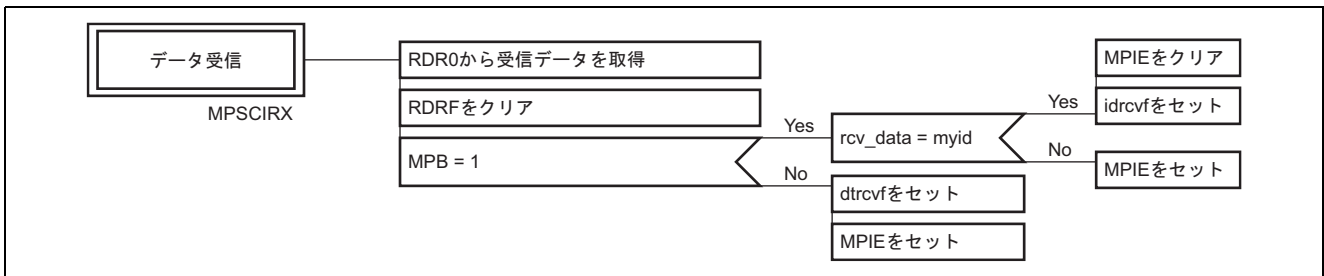 データ受信
MPSCIRX
RDR0から受信データを取得
RDRFをクリア
MPB = 1
Yes
rcv_data = myid
Yes
MPIEをクリア
idrcvfをセット
No
MPIEをセット
No
dtrcvfをセット
MPIEをセット